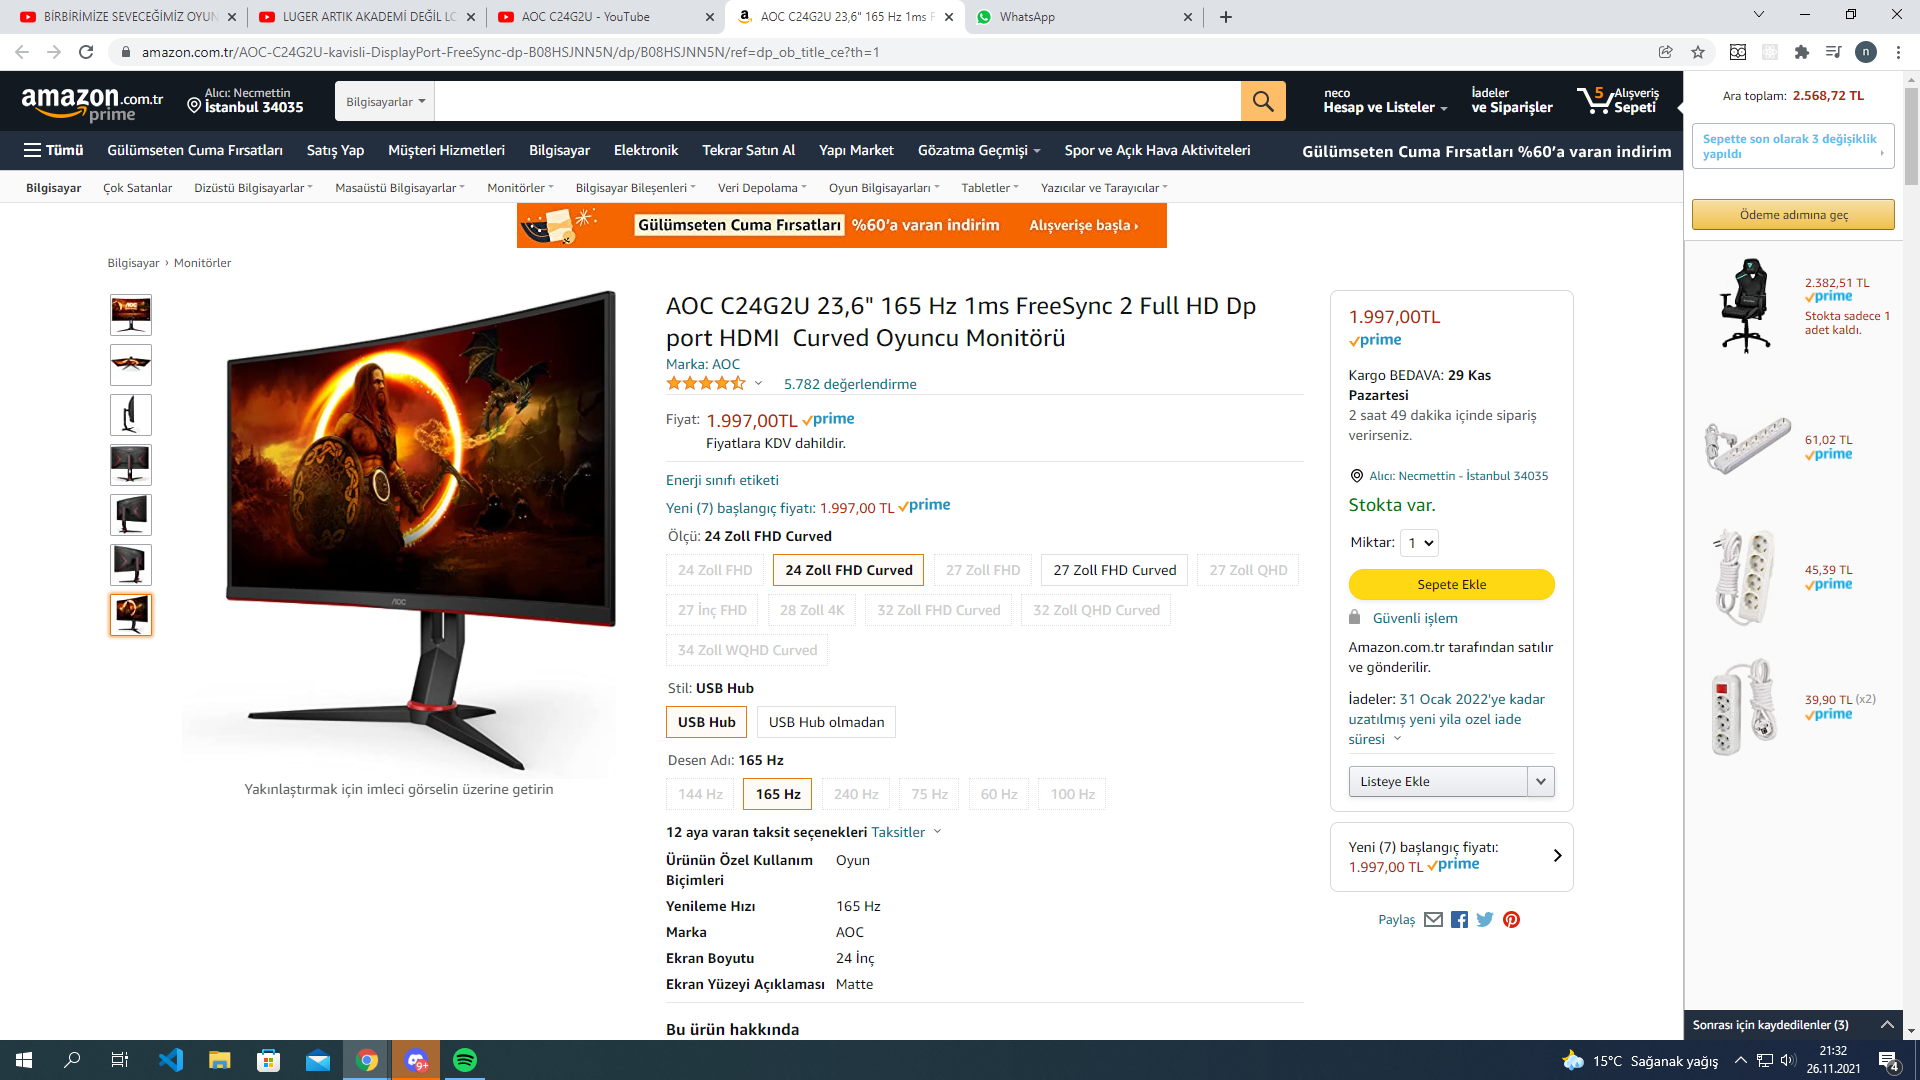 BİRBİRİMİZE SEVECEĞİMİZ OYUN
LUGER ARTIK AKADEMİ DEĞİL LC
AOC C24G2U - YouTube
AOC C24G2U 23,6" 165 Hz 1ms F
WhatsApp
amazon.com.tr/AOC-C24G2U-kavisli-DisplayPort-FreeSync-dp-B08HSJNN5N/dp/B08HSJNN5N/ref=dp_ob_title_ce?th=1
n
amazon.com.tr
prime
Alıcı: Necmettin
İstanbul 34035
Bilgisayarlar
neco
Hesap ve Listeler
İadeler
ve Siparişler
5
Alışveriş
Sepeti
Tümü
Gülümseten Cuma Fırsatları
Satış Yap
Müşteri Hizmetleri
Bilgisayar
Elektronik
Tekrar Satın Al
Yapı Market
Gözatma Geçmişi
Spor ve Açık Hava Aktiviteleri
Gülümseten Cuma Fırsatları %60’a varan indirim
Bilgisayar
Çok Satanlar
Dizüstü Bilgisayarlar
Masaüstü Bilgisayarlar
Monitörler
Bilgisayar Bileşenleri
Veri Depolama
Oyun Bilgisayarları
Tabletler
Yazıcılar ve Tarayıcılar
Gülümseten Cuma Fırsatları %60’a varan indirim Alışverişe başla ›
Bilgisayar › Monitörler
AOC
Yakınlaştırmak için imleci görselin üzerine getirin
AOC C24G2U 23,6" 165 Hz 1ms FreeSync 2 Full HD Dp
port HDMI Curved Oyuncu Monitörü
Marka: AOC
5.782 değerlendirme
Fiyat: 1.997,00TL prime
Fiyatlara KDV dahildir.
Enerji sınıfı etiketi
Yeni (7) başlangıç fiyatı: 1.997,00 TL prime
Ölçü: 24 Zoll FHD Curved
24 Zoll FHD
24 Zoll FHD Curved
27 Zoll FHD
27 Zoll FHD Curved
27 Zoll QHD
27 İnç FHD
28 Zoll 4K
32 Zoll FHD Curved
32 Zoll QHD Curved
34 Zoll WQHD Curved
Stil: USB Hub
USB Hub
USB Hub olmadan
Desen Adı: 165 Hz
144 Hz
165 Hz
240 Hz
75 Hz
60 Hz
100 Hz
12 aya varan taksit seçenekleri Taksitler
Ürünün Özel Kullanım Biçimleri Oyun
Yenileme Hızı 165 Hz
Marka AOC
Ekran Boyutu 24 İnç
Ekran Yüzeyi Açıklaması Matte
Bu ürün hakkında
1.997,00TL
prime
Kargo BEDAVA: 29 Kas
Pazartesi
2 saat 49 dakika içinde sipariş
verirseniz.
Alıcı: Necmettin - İstanbul 34035
Stokta var.
Miktar: 1
Sepete Ekle
Güvenli işlem
Amazon.com.tr tarafından satılır
ve gönderilir.
İadeler: 31 Ocak 2022'ye kadar
uzatılmış yeni yila ozel iade
süresi
Listeye Ekle
Yeni (7) başlangıç fiyatı:
1.997,00 TL prime
Paylaş
Ara toplam: 2.568,72 TL
Sepette son olarak 3 değişiklik
yapıldı
Ödeme adımına geç
2.382,51 TL
prime
Stokta sadece 1
adet kaldı.
61,02 TL
prime
45,39 TL
prime
39,90 TL (x2)
prime
Sonrası için kaydedilenler (3)
9+
15°C Sağanak yağış
21:32
26.11.2021
4